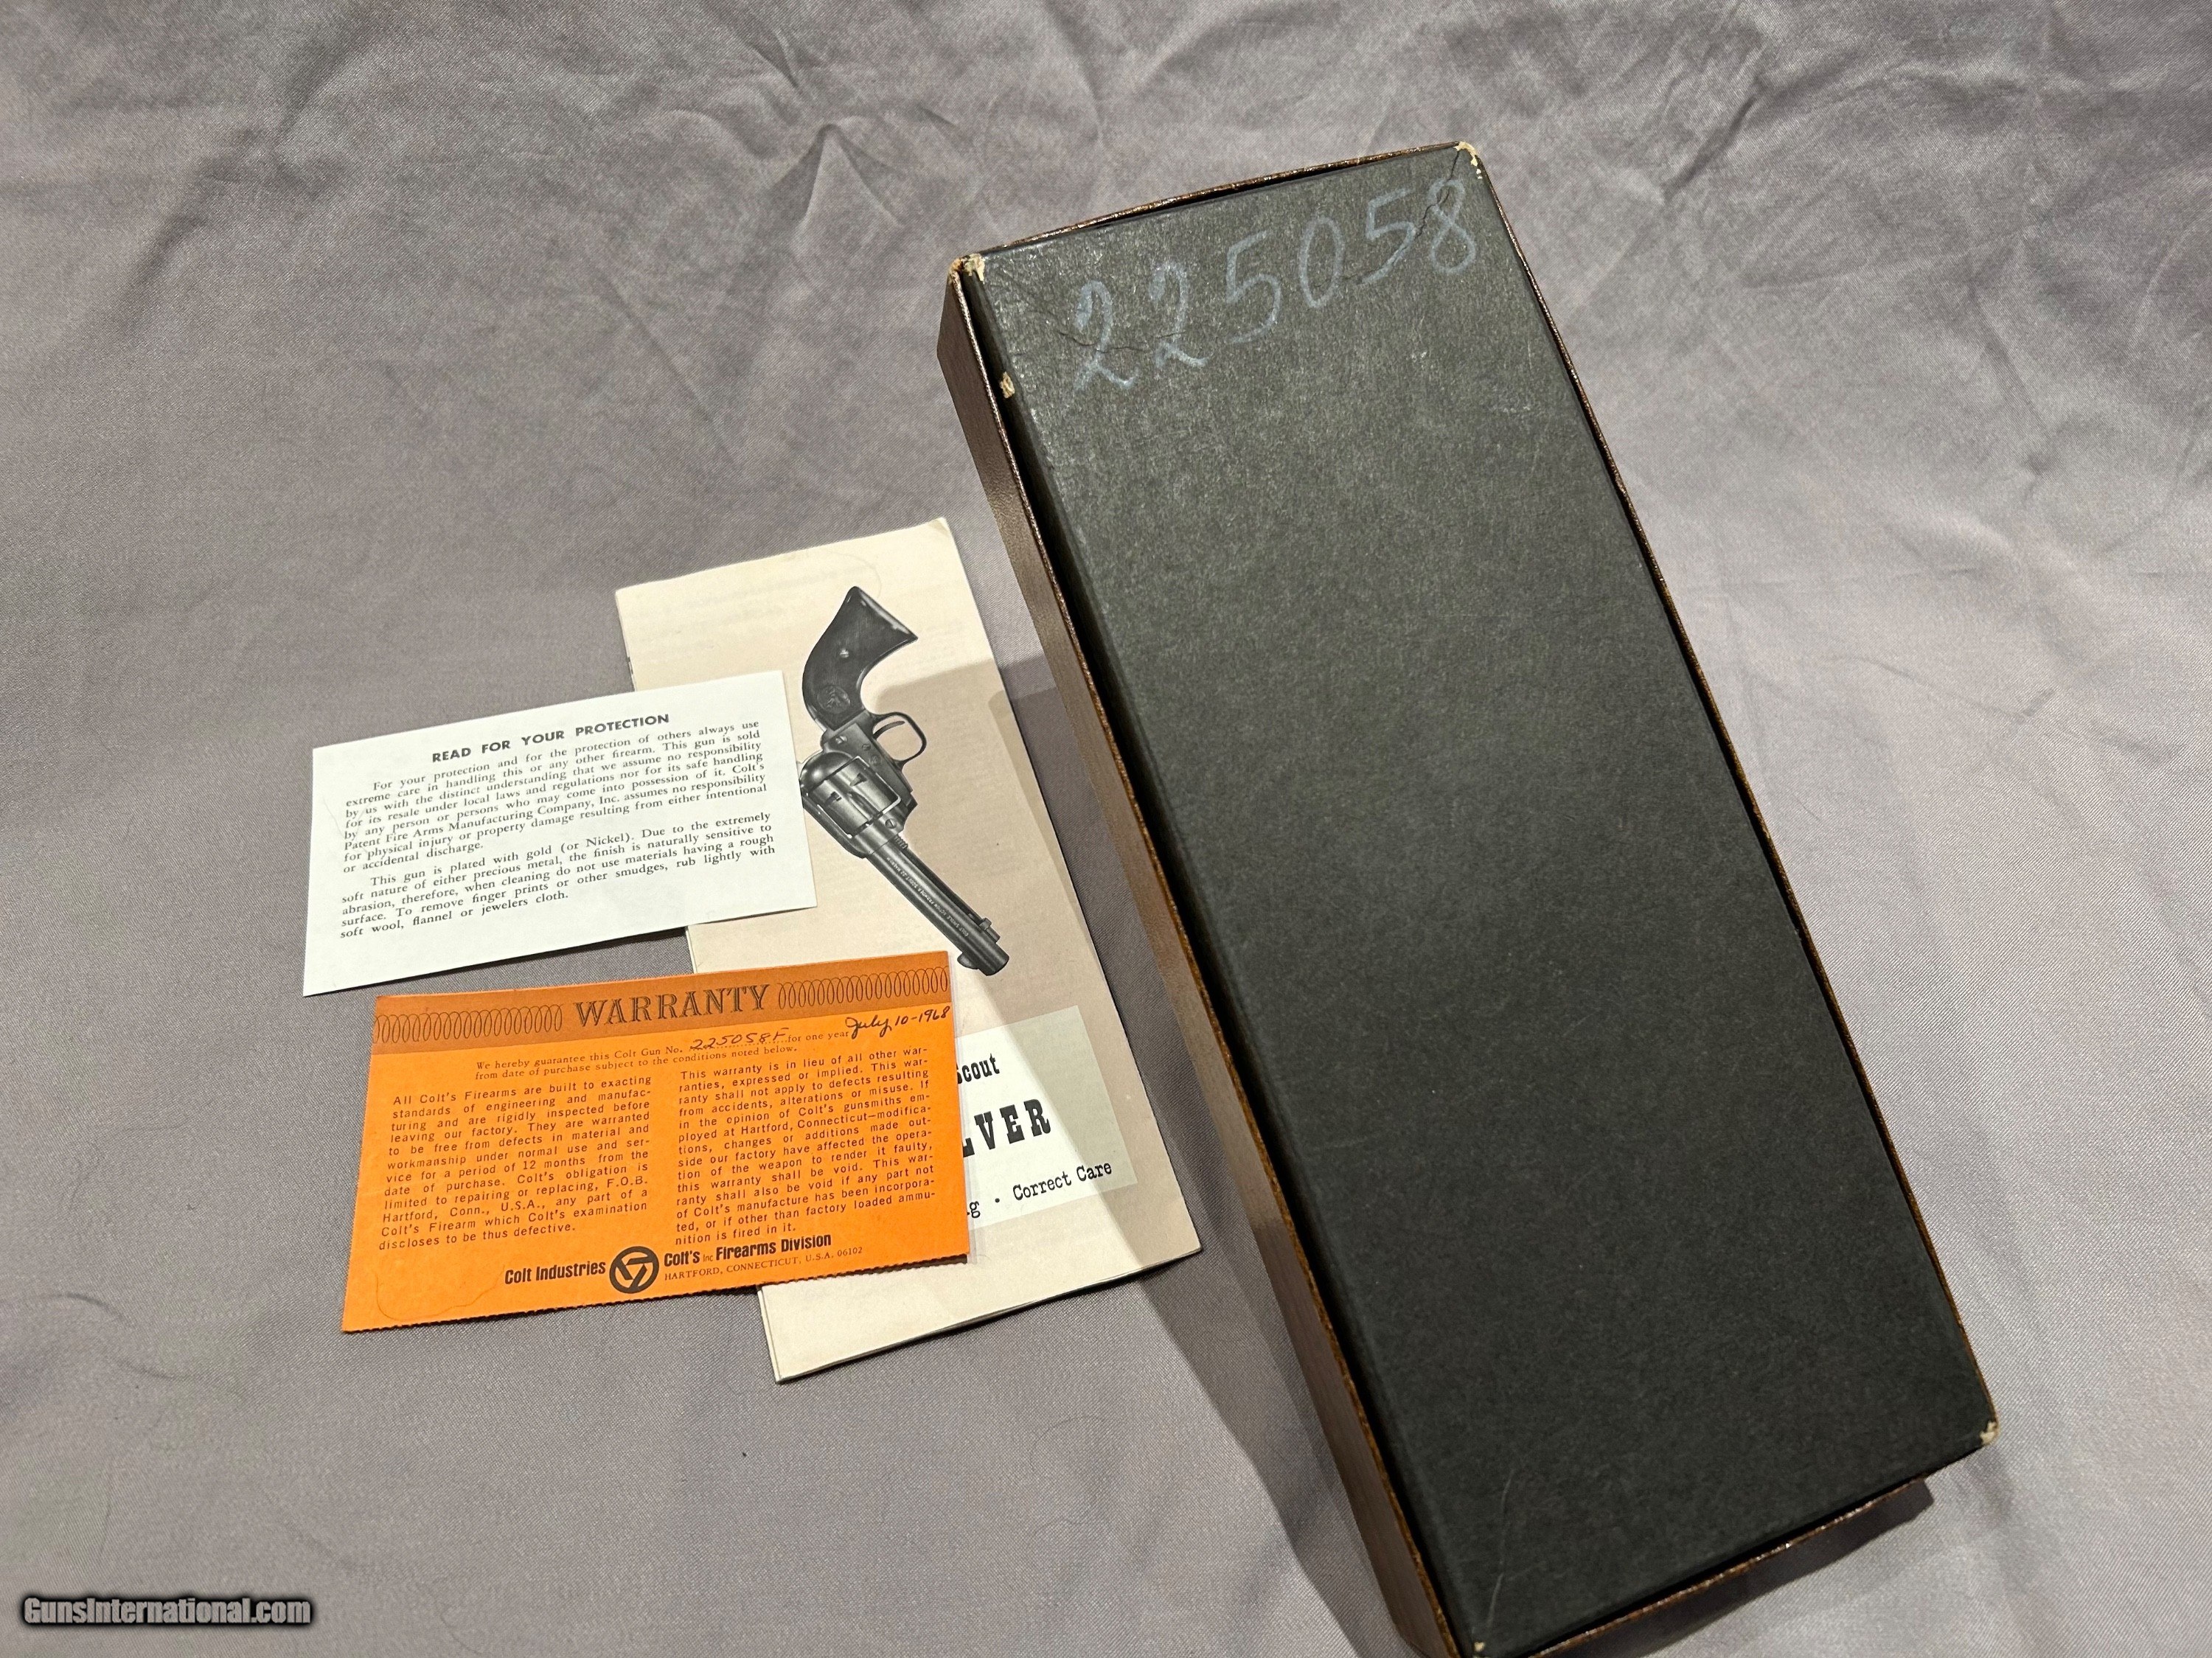 225058
READ FOR YOUR PROTECTION
For your protection and for the protection of others always use
extreme care in handling this or any other firearm. This gun is sold
by us with the distinct understanding that we assume no responsibility
for its resale under local laws and regulations nor for its safe handling
by any person or persons who may come into possession of it. Colt's
Patent Fire Arms Manufacturing Company, Inc. assumes no responsibility
for physical injury or property damage resulting from either intentional
or accidental discharge.
This gun is plated with gold (or Nickel). Due to the extremely
soft nature of either precious metal, the finish is naturally sensitive to
abrasion, therefore, when cleaning do not use materials having a rough
surface. To remove finger prints or other smudges, rub lightly with
soft wool, flannel or jewelers cloth.
WARRANTY
We hereby guarantee this Colt Gun No. 225058F for one year July 10-1968
from date of purchase subject to the conditions noted below.
All Colt's Firearms are built to exacting
standards of engineering and manufac-
turing and are rigidly inspected before
leaving our factory. They are warranted
to be free from defects in material and
workmanship under normal use and ser-
vice for a period of 12 months from the
date of purchase. Colt's obligation is
limited to repairing or replacing, F.O.B.
Hartford, Conn., U.S.A., any part of a
Colt's Firearm which Colt's examination
discloses to be thus defective.
This warranty is in lieu of all other war-
ranties, expressed or implied. This war-
ranty shall not apply to defects resulting
from accidents, alterations or misuse. If
in the opinion of Colt's gunsmiths em-
ployed at Hartford, Connecticut—modifica-
tions, changes or additions made out-
side our factory have affected the opera-
tion of the weapon to render it faulty,
this warranty shall be void. This war-
ranty shall also be void if any part not
of Colt's manufacture has been incorpora-
ted, or if other than factory loaded ammu-
nition is fired in it.
Colt Industries
Colt's Inc Firearms Division
HARTFORD, CONNECTICUT, U.S.A. 06102
scout
LVER
g • Correct Care
GunsInternational.com